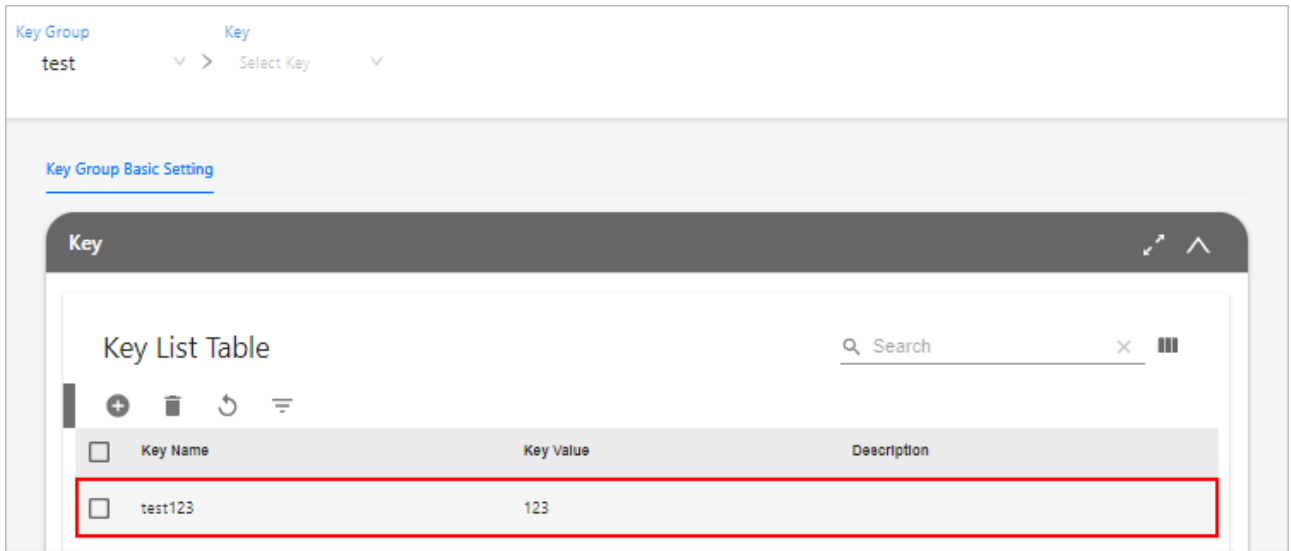 Key Group Key
test > Select Key
Key Group Basic Setting
Key
Key List Table Search
Key Name Key Value Description
test123 123